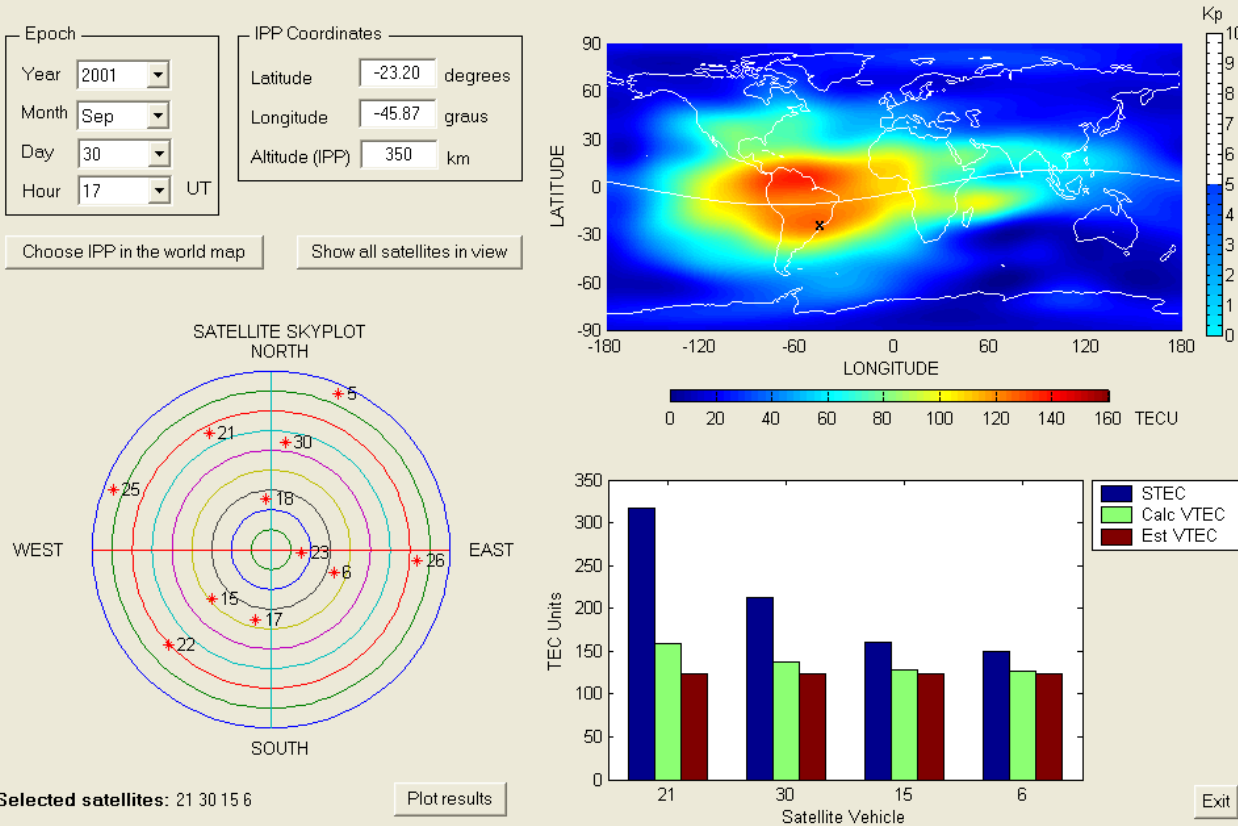 Epoch
Year 2001
Month Sep
Day 30
Hour 17 UT
IPP Coordinates
Latitude -23.20 degrees
Longitude -45.87 graus
Altitude (IPP) 350 km
Choose IPP in the world map
Show all satellites in view
Kp
10
9
8
7
6
5
4
3
2
1
0
90
60
30
0
-30
-60
-90
LATITUDE
-180 -120 -60 0 60 120 180
LONGITUDE
x
0 20 40 60 80 100 120 140 160 TECU
SATELLITE SKYPLOT
NORTH
5
21
30
25
18
WEST
EAST
23
26
6
15
17
22
SOUTH
Selected satellites: 21 30 15 6
Plot results
350
300
250
200
150
100
50
0
TEC Units
21 30 15 6
Satellite Vehicle
STEC
Calc VTEC
Est VTEC
Exit